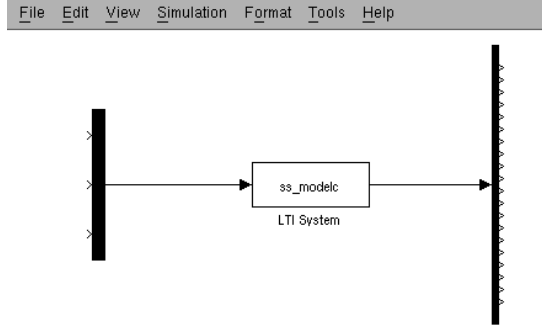 File Edit View Simulation Format Tools Help
ss_modelc
LTI System